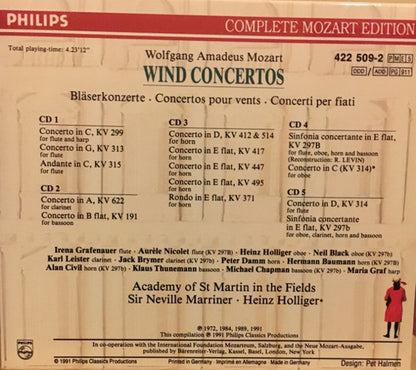 PHILIPS
COMPLETE MOZART EDITION
Total playing-time: 4.23'12"
Wolfgang Amadeus Mozart
422 509-2 PMES
WIND CONCERTOS
DDD / ADD PG 911
Bläserkonzerte · Concertos pour vents · Concerti per fiati
CD 1
Concerto in C, KV 299
for flute and harp
Concerto in G, KV 313
for flute
Andante in C, KV 315
for flute
CD 2
Concerto in A, KV 622
for clarinet
Concerto in B flat, KV 191
for bassoon
CD 3
Concerto in D, KV 412 & 514
for horn
Concerto in E flat, KV 417
for horn
Concerto in E flat, KV 447
for horn
Concerto in E flat, KV 495
for horn
Rondo in E flat, KV 371
for horn
CD 4
Sinfonia concertante in E flat,
KV 297B
for flute, oboe, horn and bassoon
(Reconstruction: R. LEVIN)
Concerto in C (KV 314)*
for oboe
CD 5
Concerto in D, KV 314
for flute
Sinfonia concertante
in E flat, KV 297b
for oboe, clarinet, horn and bassoon
Irena Grafenauer flute · Aurèle Nicolet flute (KV 297B) · Heinz Holliger oboe · Neil Black oboe (KV 297b)
Karl Leister clarinet · Jack Brymer clarinet (KV 297b) · Peter Damm horn · Hermann Baumann horn (KV 297B)
Alan Civil horn (KV 297b) · Klaus Thunemann bassoon · Michael Chapman bassoon (KV 297b) · Maria Graf harp
Academy of St Martin in the Fields
Sir Neville Marriner · Heinz Holliger*
℗ 1972, 1984, 1989, 1991
This compilation ℗ 1991 Philips Classics Productions
In co-operation with the International Foundation Mozarteum, Salzburg, and the Neue Mozart-Ausgabe,
published by Bärenreiter-Verlag, Kassel, Basel, London, New York
PHILIPS
© 1991 Philips Classics Productions
Printed in Germany · Imprimé en Allemagne
Made in Germany
Design: Pet Halmen